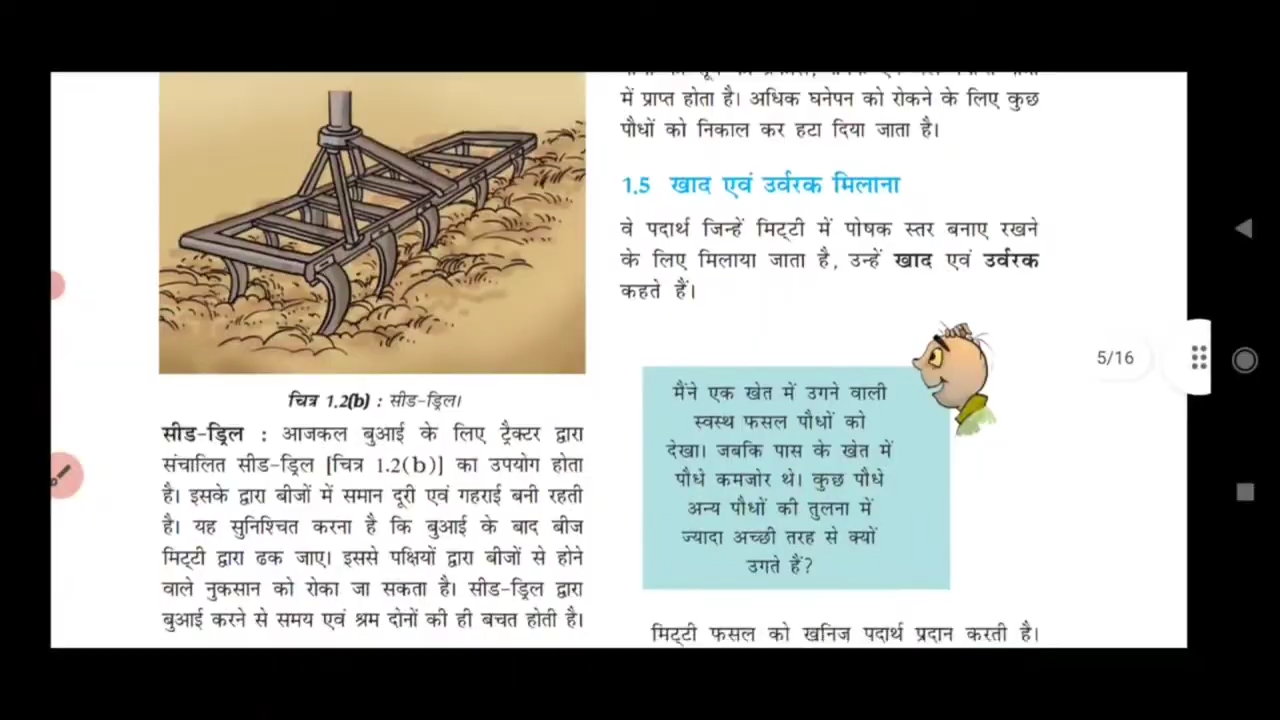 चित्र 1.2(b) : सीड-ड्रिल।
सीड-ड्रिल : आजकल बुआई के लिए ट्रैक्टर द्वारा
संचालित सीड-ड्रिल [चित्र 1.2(b)] का उपयोग होता
है। इसके द्वारा बीजों में समान दूरी एवं गहराई बनी रहती
है। यह सुनिश्चित करना है कि बुआई के बाद बीज
मिट्टी द्वारा ढक जाए। इससे पक्षियों द्वारा बीजों से होने
वाले नुकसान को रोका जा सकता है। सीड-ड्रिल द्वारा
बुआई करने से समय एवं श्रम दोनों की ही बचत होती है।
में प्राप्त होता है। अधिक घनेपन को रोकने के लिए कुछ
पौधों को निकाल कर हटा दिया जाता है।
1.5 खाद एवं उर्वरक मिलाना
वे पदार्थ जिन्हें मिट्टी में पोषक स्तर बनाए रखने
के लिए मिलाया जाता है, उन्हें खाद एवं उर्वरक
कहते हैं।
मैंने एक खेत में उगने वाली
स्वस्थ फसल पौधों को
देखा। जबकि पास के खेत में
पौधे कमजोर थे। कुछ पौधे
अन्य पौधों की तुलना में
ज्यादा अच्छी तरह से क्यों
उगते हैं?
मिट्टी फसल को खनिज पदार्थ प्रदान करती है।
5/16